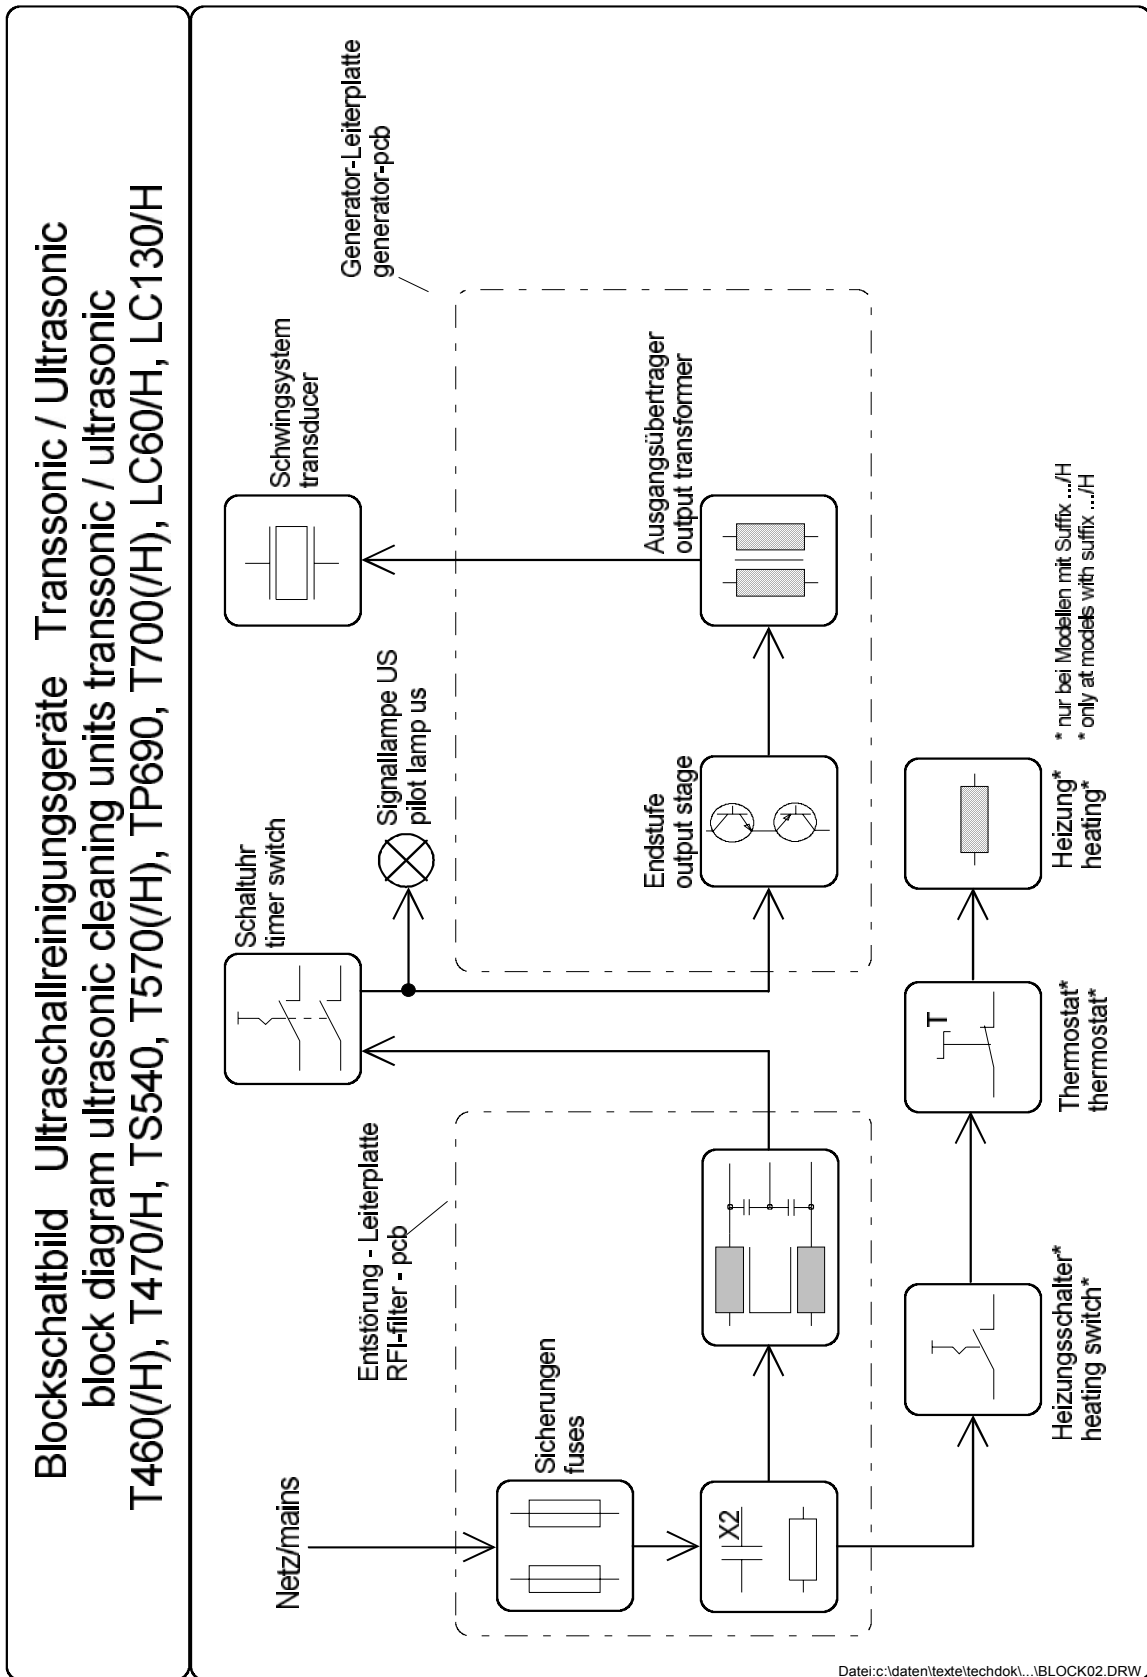 Blockschaltbild Ultraschallreinigungsgeräte Transsonic / Ultrasonic
block diagram ultrasonic cleaning units transsonic / ultrasonic
T460(/H), T470/H, TS540, T570(/H), TP690, T700(/H), LC60/H, LC130/H
Netz/mains
Schaltuhr
timer switch
Schwingsystem
transducer
Entstörung - Leiterplatte
RFI-filter - pcb
Signallampe US
pilot lamp us
Generator-Leiterplatte
generator-pcb
Sicherungen
fuses
X2
Endstufe
output stage
Ausgangsübertrager
output transformer
T
Heizungsschalter*
heating switch*
Thermostat*
thermostat*
Heizung*
heating*
* nur bei Modellen mit Suffix .../H
* only at models with suffix .../H
Datei:c:\daten\texte\techdok\...\BLOCK02.DRW